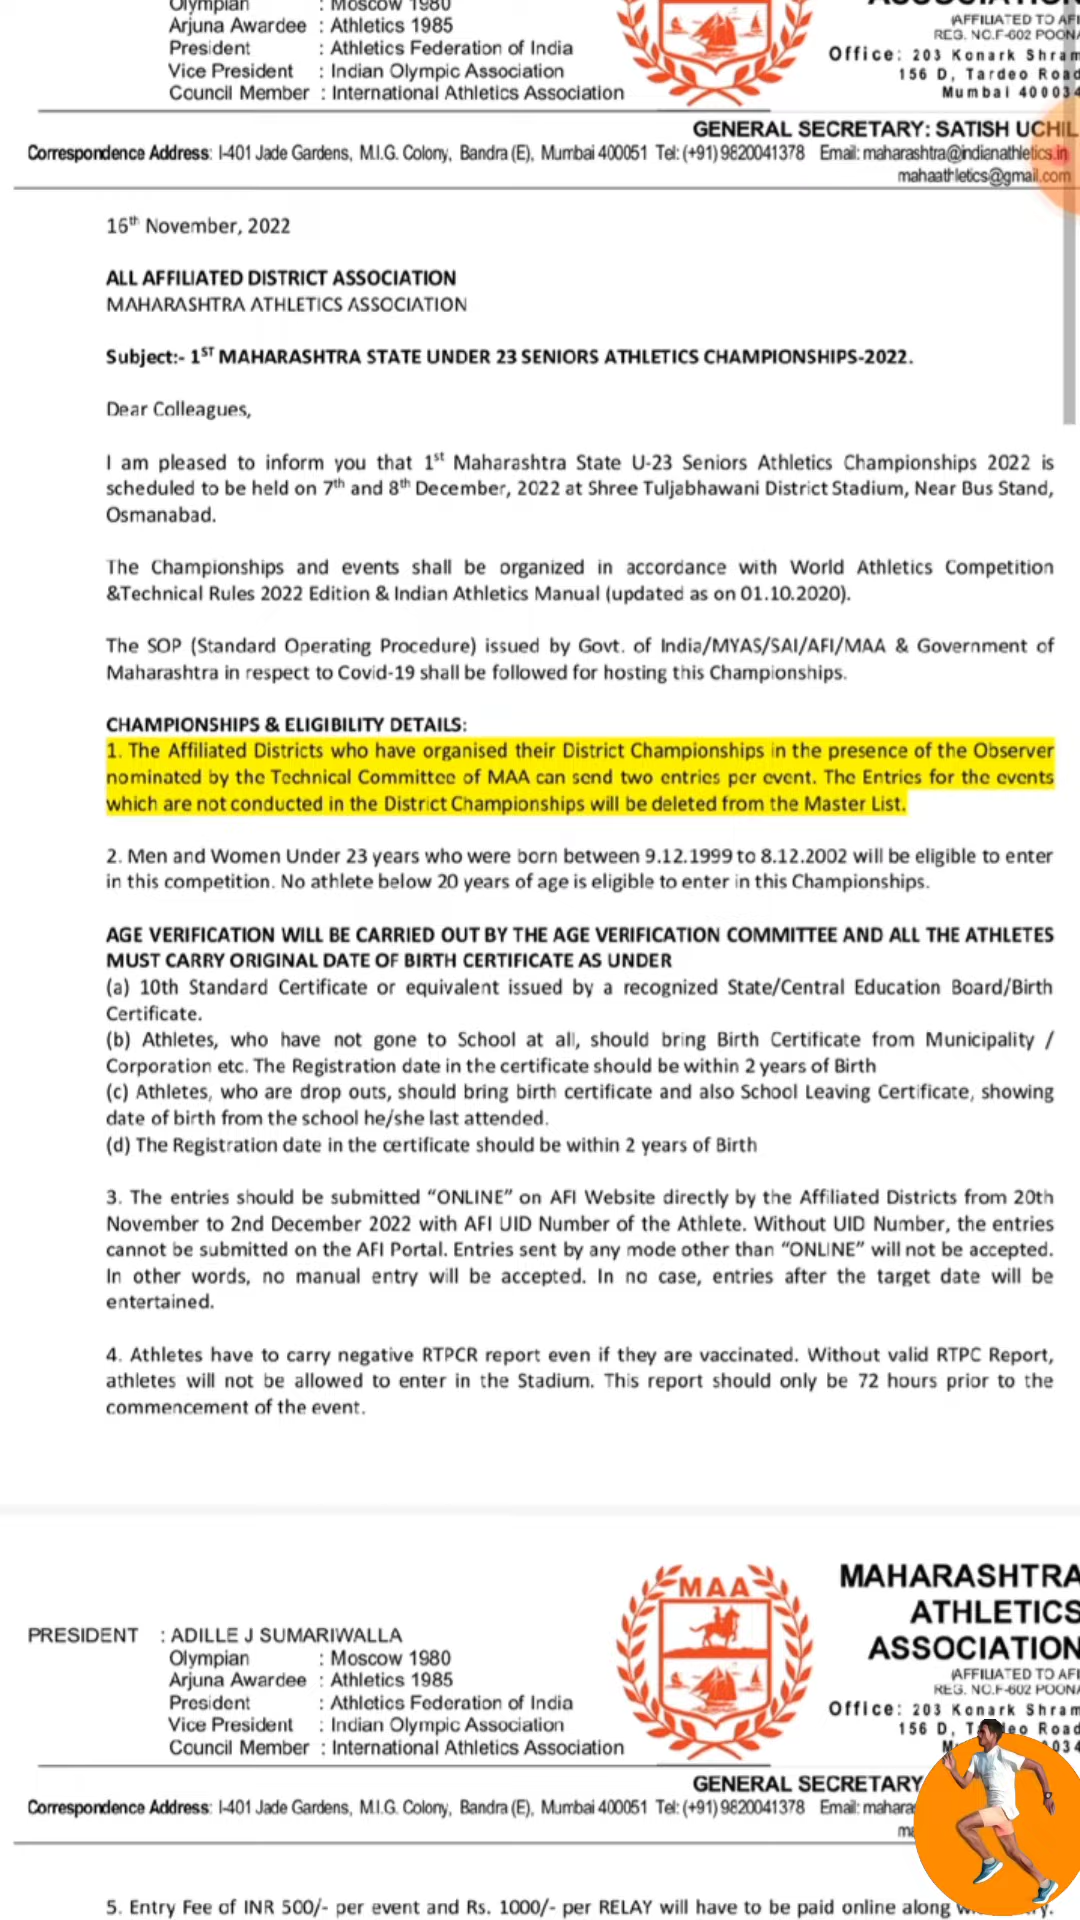 Olympian : Moscow 1980
Arjuna Awardee : Athletics 1985
President : Athletics Federation of India
Vice President : Indian Olympic Association
Council Member : International Athletics Association
ASSOCIATION
(AFFILIATED TO AFI
REG. NO.F-602 POONA
Office: 203 Konark Shram
156 D, Tardeo Road
Mumbai 400034
GENERAL SECRETARY: SATISH UCHIL
Correspondence Address: I-401 Jade Gardens, M.I.G. Colony, Bandra (E), Mumbai 400051 Tel: (+91) 9820041378 Email: maharashtra@indianathletics.in
mahaathletics@gmail.com
16th November, 2022
ALL AFFILIATED DISTRICT ASSOCIATION
MAHARASHTRA ATHLETICS ASSOCIATION
Subject:- 1ST MAHARASHTRA STATE UNDER 23 SENIORS ATHLETICS CHAMPIONSHIPS-2022.
Dear Colleagues,
I am pleased to inform you that 1st Maharashtra State U-23 Seniors Athletics Championships 2022 is
scheduled to be held on 7th and 8th December, 2022 at Shree Tuljabhawani District Stadium, Near Bus Stand,
Osmanabad.
The Championships and events shall be organized in accordance with World Athletics Competition
&Technical Rules 2022 Edition & Indian Athletics Manual (updated as on 01.10.2020).
The SOP (Standard Operating Procedure) issued by Govt. of India/MYAS/SAI/AFI/MAA & Government of
Maharashtra in respect to Covid-19 shall be followed for hosting this Championships.
CHAMPIONSHIPS & ELIGIBILITY DETAILS:
1. The Affiliated Districts who have organised their District Championships in the presence of the Observer
nominated by the Technical Committee of MAA can send two entries per event. The Entries for the events
which are not conducted in the District Championships will be deleted from the Master List.
2. Men and Women Under 23 years who were born between 9.12.1999 to 8.12.2002 will be eligible to enter
in this competition. No athlete below 20 years of age is eligible to enter in this Championships.
AGE VERIFICATION WILL BE CARRIED OUT BY THE AGE VERIFICATION COMMITTEE AND ALL THE ATHLETES
MUST CARRY ORIGINAL DATE OF BIRTH CERTIFICATE AS UNDER
(a) 10th Standard Certificate or equivalent issued by a recognized State/Central Education Board/Birth
Certificate.
(b) Athletes, who have not gone to School at all, should bring Birth Certificate from Municipality /
Corporation etc. The Registration date in the certificate should be within 2 years of Birth
(c) Athletes, who are drop outs, should bring birth certificate and also School Leaving Certificate, showing
date of birth from the school he/she last attended.
(d) The Registration date in the certificate should be within 2 years of Birth
3. The entries should be submitted “ONLINE” on AFI Website directly by the Affiliated Districts from 20th
November to 2nd December 2022 with AFI UID Number of the Athlete. Without UID Number, the entries
cannot be submitted on the AFI Portal. Entries sent by any mode other than “ONLINE” will not be accepted.
In other words, no manual entry will be accepted. In no case, entries after the target date will be
entertained.
4. Athletes have to carry negative RTPCR report even if they are vaccinated. Without valid RTPC Report,
athletes will not be allowed to enter in the Stadium. This report should only be 72 hours prior to the
commencement of the event.
PRESIDENT : ADILLE J SUMARIWALLA
Olympian : Moscow 1980
Arjuna Awardee : Athletics 1985
President : Athletics Federation of India
Vice President : Indian Olympic Association
Council Member : International Athletics Association
MAA
MAHARASHTRA
ATHLETICS
ASSOCIATION
(AFFILIATED TO AFI
REG. NO.F-602 POONA
Office: 203 Konark Shram
156 D, Road
034
GENERAL SECRETARY
Correspondence Address: I-401 Jade Gardens, M.I.G. Colony, Bandra (E), Mumbai 400051 Tel: (+91) 9820041378 Email: mahara
5. Entry Fee of INR 500/- per event and Rs. 1000/- per RELAY will have to be paid online along